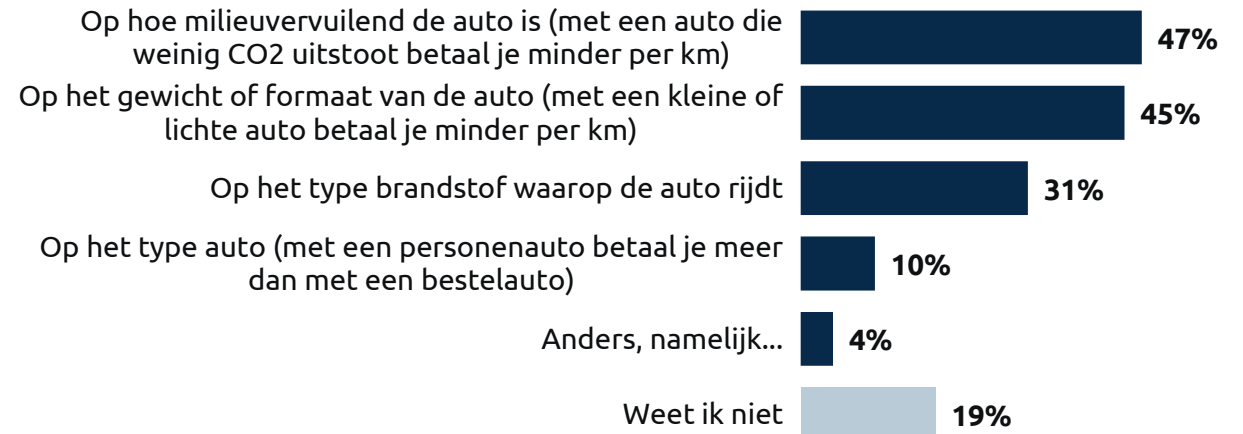 Op hoe milieuvervuilend de auto is (met een auto die
weinig CO2 uitstoot betaal je minder per km)
47%
Op het gewicht of formaat van de auto (met een kleine of
lichte auto betaal je minder per km)
45%
Op het type brandstof waarop de auto rijdt
31%
Op het type auto (met een personenauto betaal je meer
dan met een bestelauto)
10%
Anders, namelijk...
4%
Weet ik niet
19%